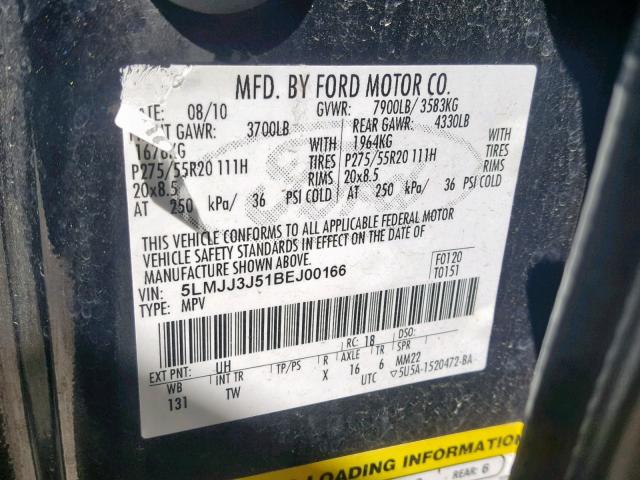 MFD. BY FORD MOTOR CO.
ATE: 08/10 GVWR: 7900LB/ 3583KG
NT GAWR: 3700LB REAR GAWR: 4330LB
1678KG WITH 1964KG WITH
P275/55R20 111H TIRES P275/55R20 111H TIRES
20x8.5 RIMS 20x8.5 RIMS
AT 250 kPa/ 36 PSI COLD AT 250 kPa/ 36 PSI COLD
THIS VEHICLE CONFORMS TO ALL APPLICABLE FEDERAL MOTOR
VEHICLE SAFETY STANDARDS IN EFFECT ON THE DATE OF
MANUFACTURE SHOWN ABOVE.
VIN: 5LMJJ3J51BEJ00166 F0120
TYPE: MPV T0151
RC: 18 DSO:
EXT PNT: UH TP/PS R AXLE TR SPR
WB INT TR X 16 6 MM22
131 TW UTC ▽5U5A-1520472-BA
LOADING INFORMATION
REAR: 6